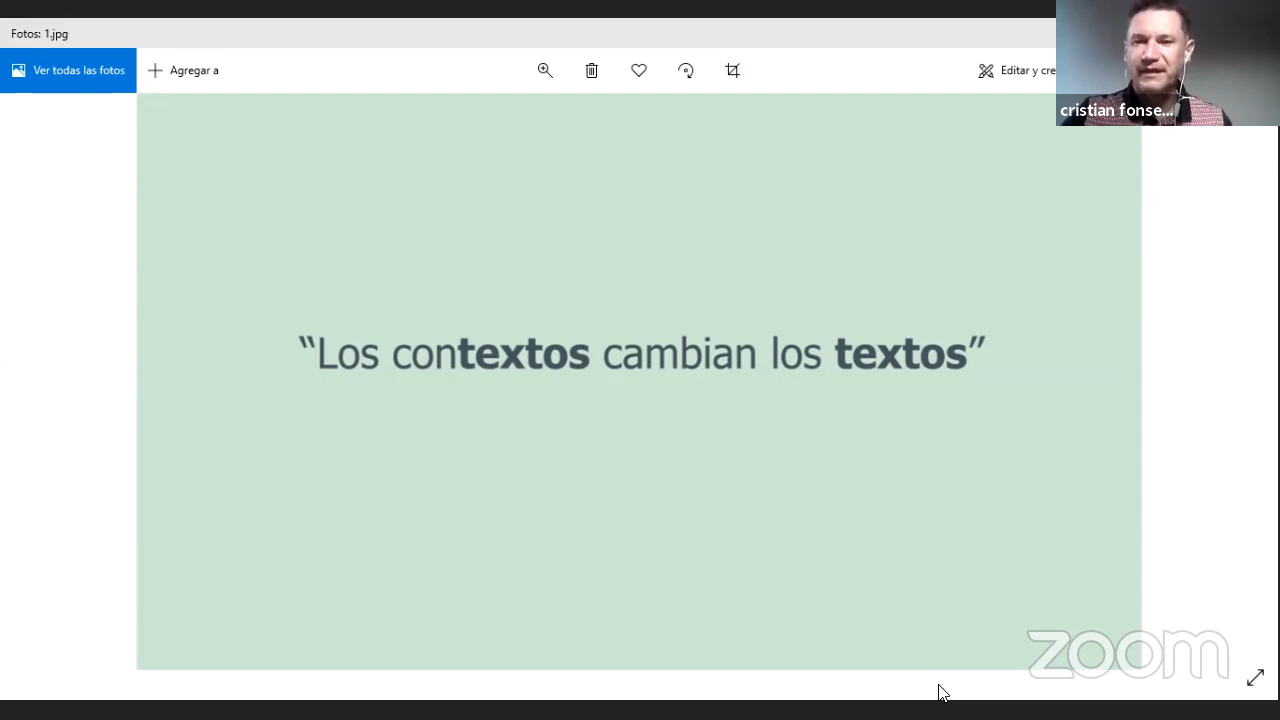 Fotos: 1.jpg
Ver todas las fotos
Agregar a
Editar y cre
cristian fonse...
“Los contextos cambian los textos”
zoom